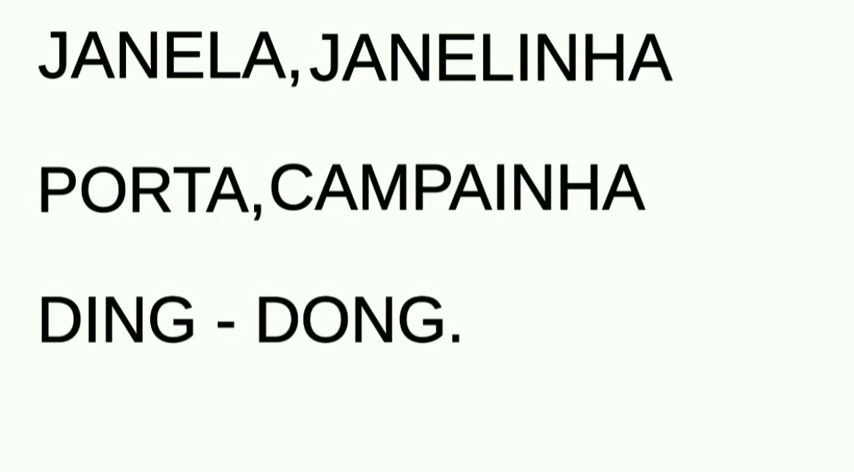 JANELA, JANELINHA
PORTA, CAMPAINHA
DING - DONG.